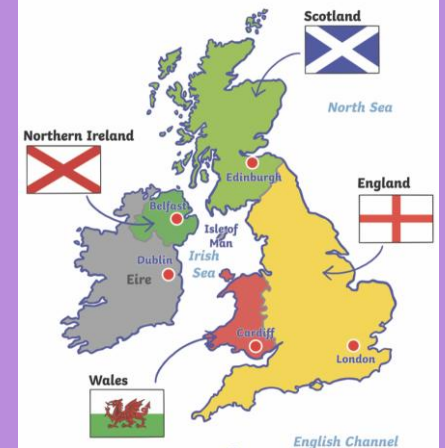 Scotland
North Sea
Northern Ireland
Edinburgh
England
Belfast
Isle of
Man
Irish
Sea
Dublin
Eire
Cardiff
London
Wales
English Channel